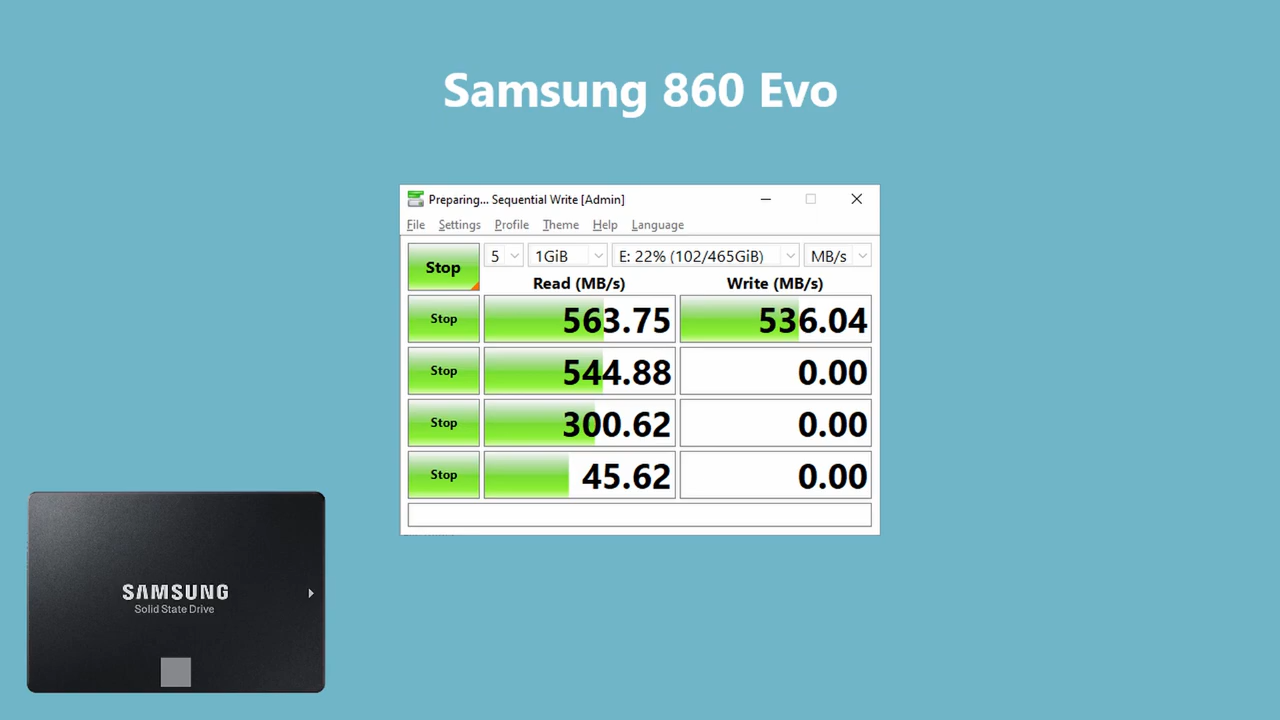 Samsung 860 Evo
Preparing... Sequential Write [Admin]
File Settings Profile Theme Help Language
Stop 5 1GiB E: 22% (102/465GiB) MB/s
Read (MB/s) Write (MB/s)
Stop 563.75 536.04
Stop 544.88 0.00
Stop 300.62 0.00
Stop 45.62 0.00
SAMSUNG
Solid State Drive